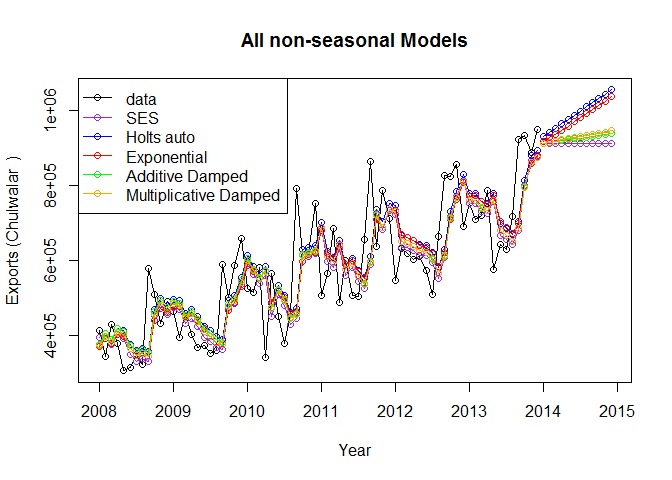 All non-seasonal Models
data
SES
Holts auto
Exponential
Additive Damped
Multiplicative Damped
Exports (Chulwalar )
1e+06
8e+05
6e+05
4e+05
2008 2009 2010 2011 2012 2013 2014 2015
Year